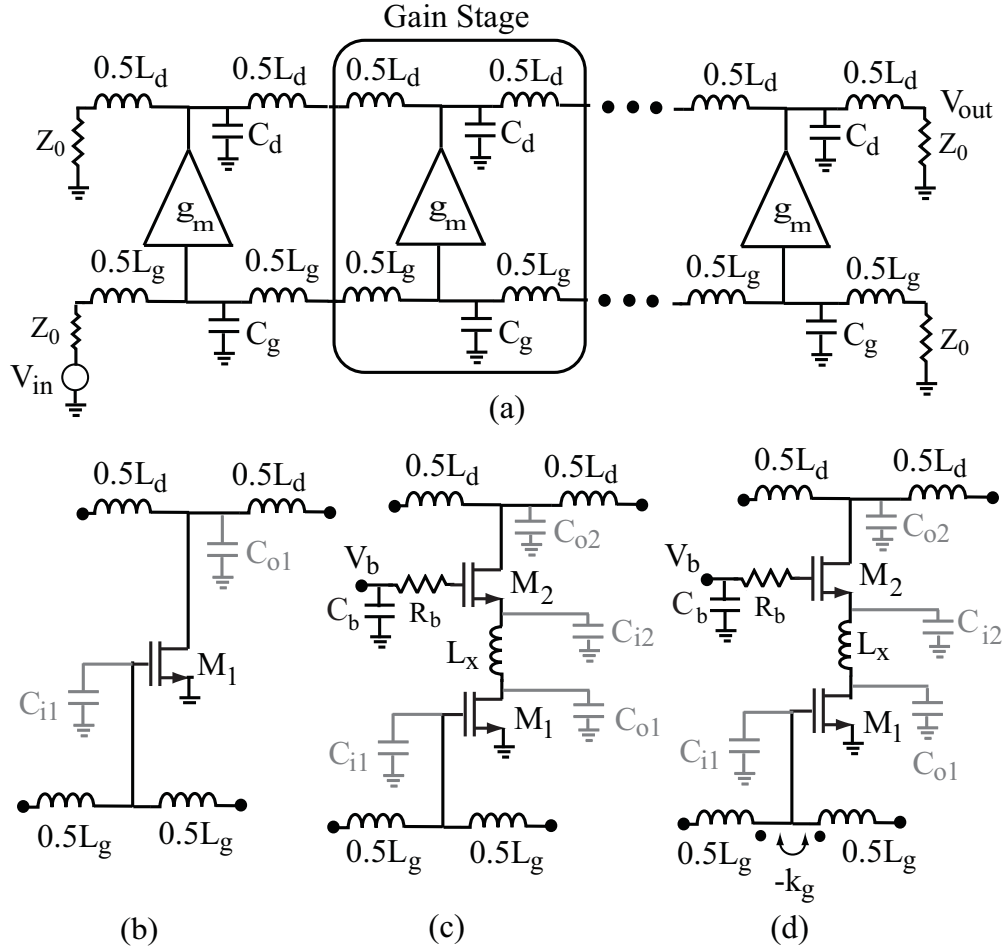 Gain Stage
0.5Ld 0.5Ld 0.5Ld 0.5Ld 0.5Ld 0.5Ld
Vout
Z0 Cd Cd Cd Z0
gm gm gm
0.5Lg 0.5Lg 0.5Lg 0.5Lg 0.5Lg 0.5Lg
Z0 Cg Cg Cg Z0
Vin
(a)
0.5Ld 0.5Ld 0.5Ld 0.5Ld 0.5Ld 0.5Ld
Co1 Co2 Co2
Vb M2 Vb M2
Cb Rb Cb Rb
Ci2 Ci2
M1 Lx Lx
Ci1
M1 Co1 M1
Ci1 Ci1 Co1
0.5Lg 0.5Lg 0.5Lg 0.5Lg 0.5Lg 0.5Lg
-kg
(b) (c) (d)